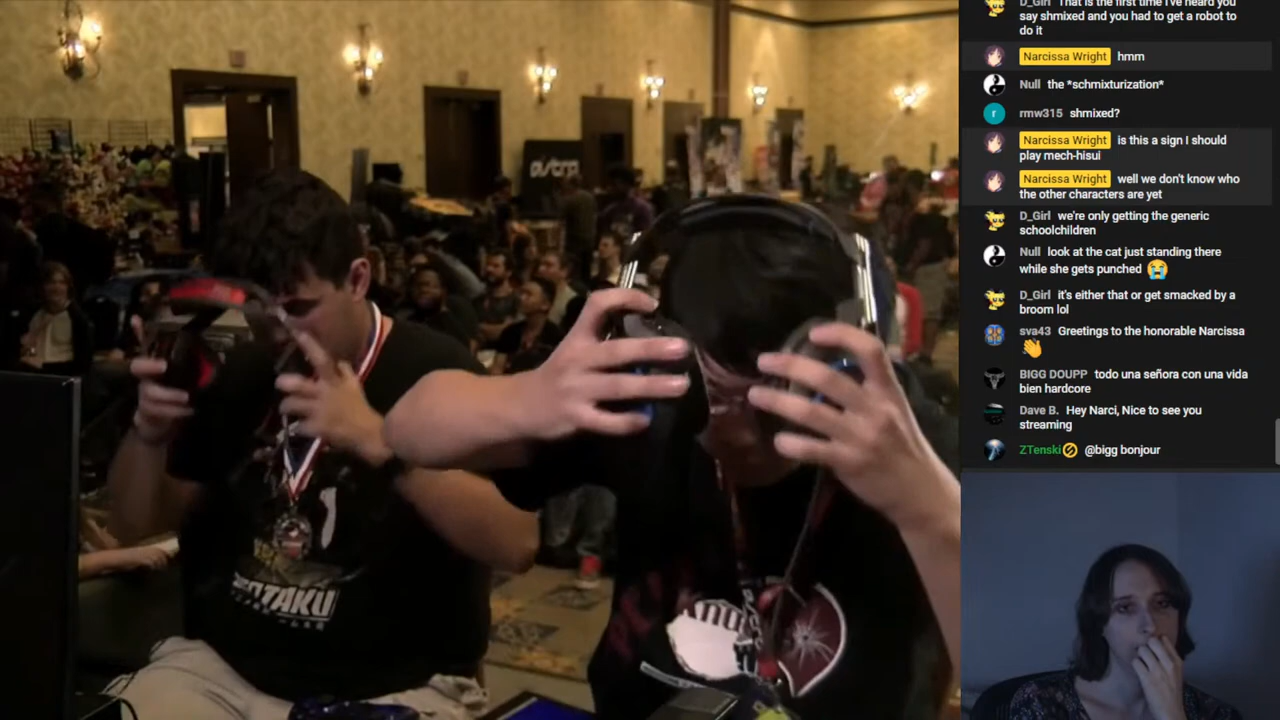 D_Girl That is the first time I've heard you
say shmixed and you had to get a robot to
do it
Narcissa Wright hmm
Null the *schmixturization*
r rmw315 shmixed?
Narcissa Wright is this a sign I should
play mech-hisui
Narcissa Wright well we don't know who
the other characters are yet
D_Girl we're only getting the generic
schoolchildren
Null look at the cat just standing there
while she gets punched 😭
D_Girl it's either that or get smacked by a
broom lol
sva43 Greetings to the honorable Narcissa
👋
BIGG DOUPP todo una señora con una vida
bien hardcore
Dave B. Hey Narci, Nice to see you
streaming
ZTenski @bigg bonjour
astro